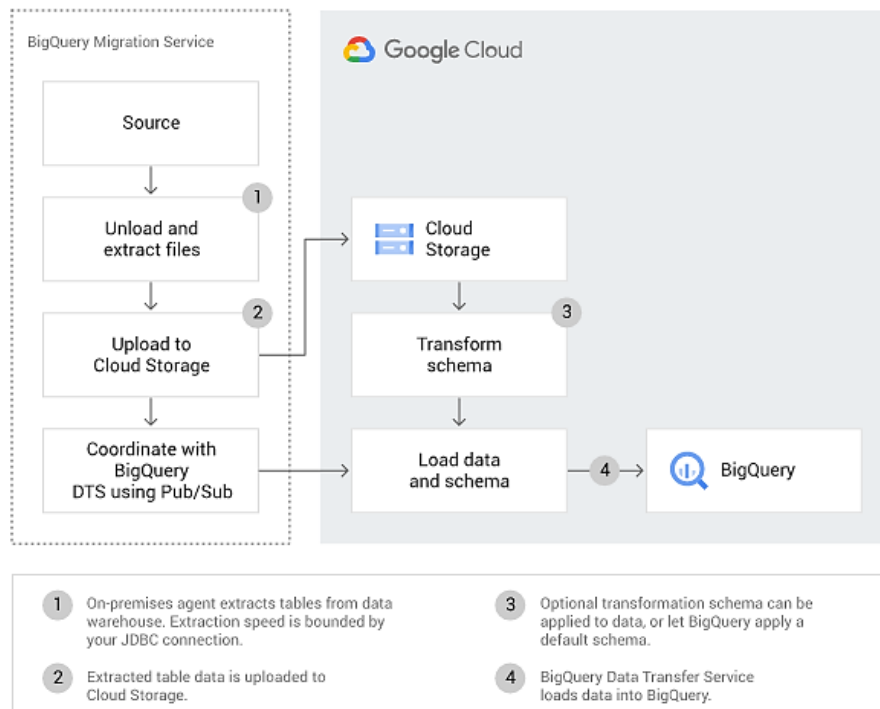 BigQuery Migration Service
Google Cloud
Source
1
Unload and
extract files
Cloud
Storage
2
Upload to
Cloud Storage
3
Transform
schema
Coordinate with
BigQuery
DTS using Pub/Sub
Load data
and schema
4
BigQuery
1
On-premises agent extracts tables from data
warehouse. Extraction speed is bounded by
your JDBC connection.
2
Extracted table data is uploaded to
Cloud Storage.
3
Optional transformation schema can be
applied to data, or let BigQuery apply a
default schema.
4
BigQuery Data Transfer Service
loads data into BigQuery.